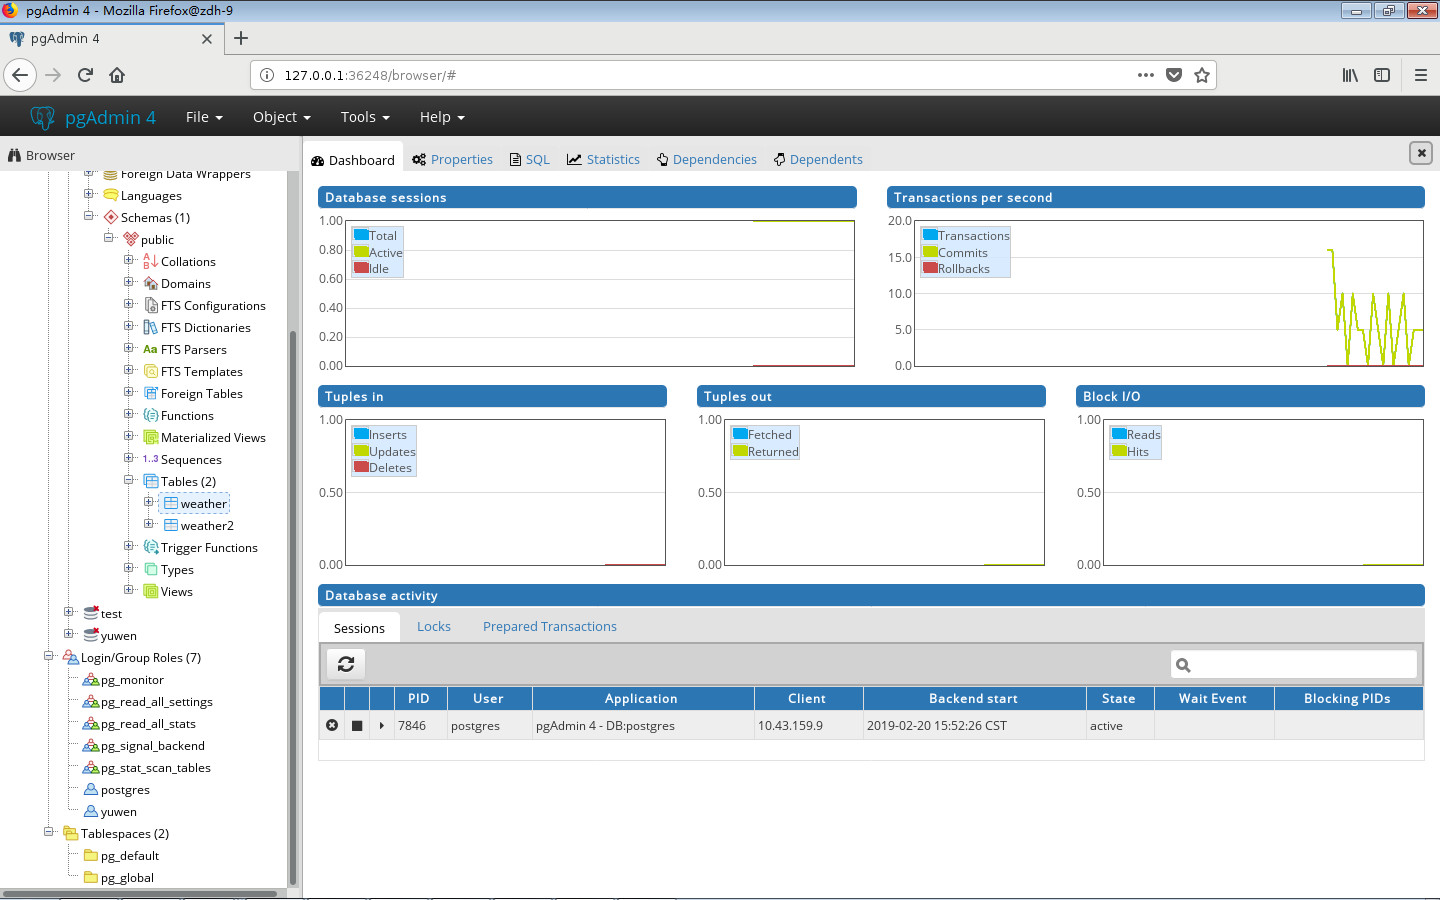 pgAdmin 4 - Mozilla Firefox@zdh-9
pgAdmin 4
127.0.0.1:36248/browser/#
pgAdmin 4 File Object Tools Help
Browser
Foreign Data Wrappers
Languages
Schemas (1)
public
Collations
Domains
FTS Configurations
FTS Dictionaries
Aa FTS Parsers
FTS Templates
Foreign Tables
Functions
Materialized Views
1..3 Sequences
Tables (2)
weather
weather2
Trigger Functions
Types
Views
test
yuwen
Login/Group Roles (7)
pg_monitor
pg_read_all_settings
pg_read_all_stats
pg_signal_backend
pg_stat_scan_tables
postgres
yuwen
Tablespaces (2)
pg_default
pg_global
Dashboard Properties SQL Statistics Dependencies Dependents
Database sessions
1.00
0.80
0.60
0.40
0.20
0.00
Total
Active
Idle
Transactions per second
20.0
15.0
10.0
5.0
0.0
Transactions
Commits
Rollbacks
Tuples in
1.00
0.50
0.00
Inserts
Updates
Deletes
Tuples out
1.00
0.50
0.00
Fetched
Returned
Block I/O
1.00
0.50
0.00
Reads
Hits
Database activity
Sessions Locks Prepared Transactions
PID User Application Client Backend start State Wait Event Blocking PIDs
7846 postgres pgAdmin 4 - DB:postgres 10.43.159.9 2019-02-20 15:52:26 CST active